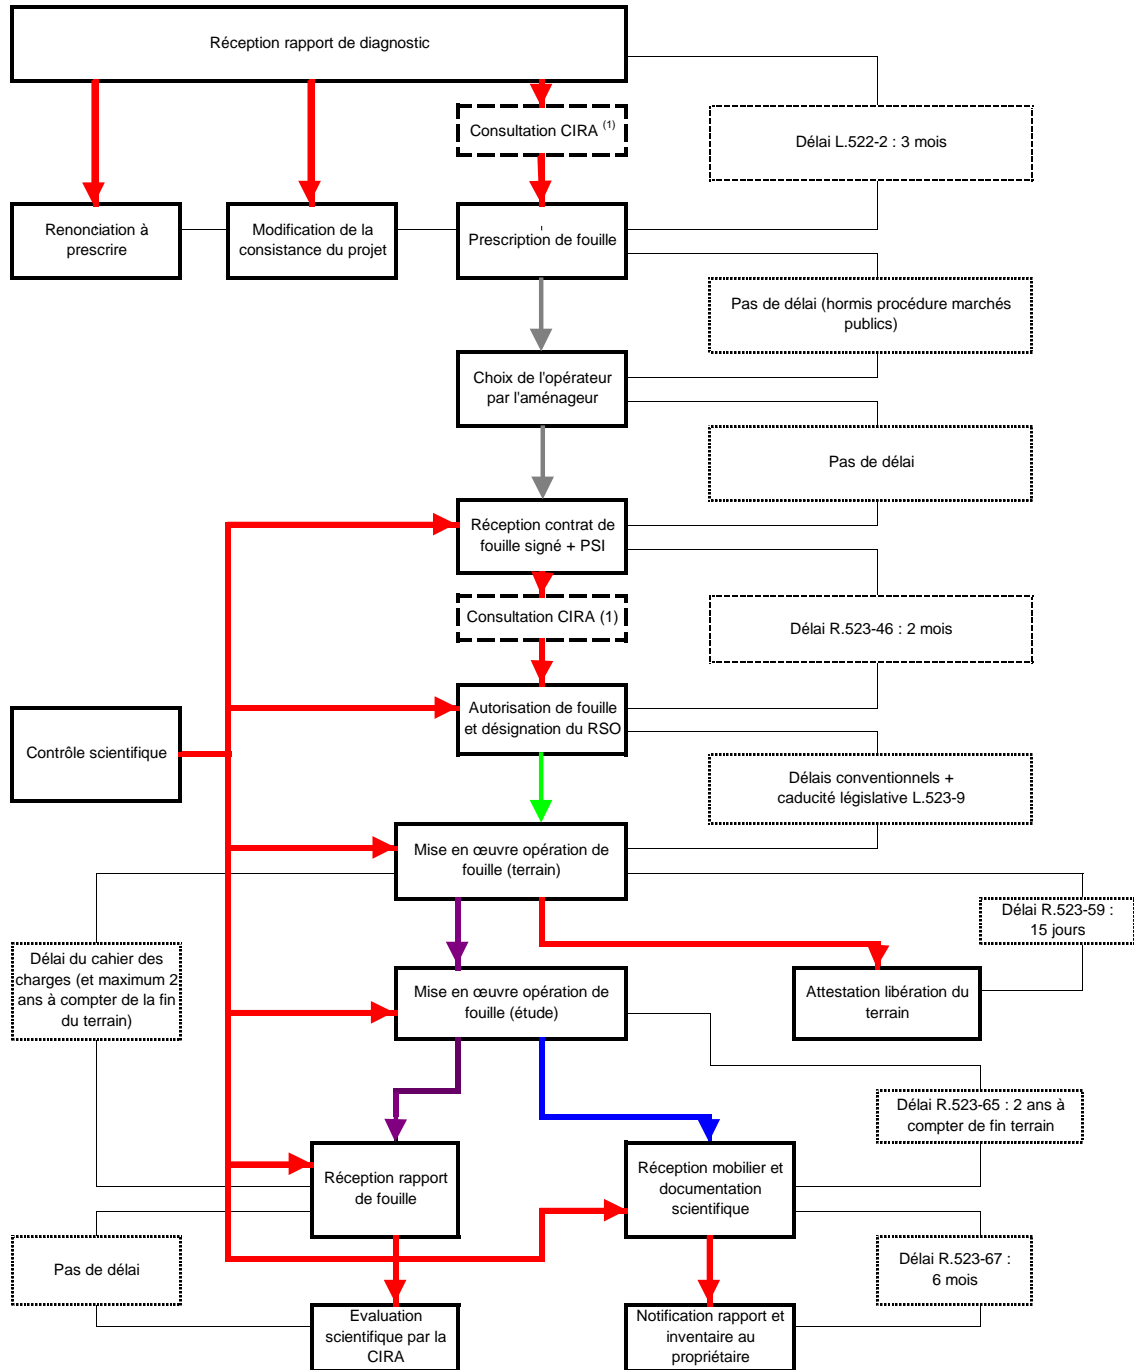 Réception rapport de diagnostic
Consultation CIRA (1)
Délai L.522-2 : 3 mois
Renonciation à
prescrire
Modification de la
consistance du projet
Prescription de fouille
Pas de délai (hormis procédure marchés
publics)
Choix de l'opérateur
par l'aménageur
Pas de délai
Réception contrat de
fouille signé + PSI
Consultation CIRA (1)
Délai R.523-46 : 2 mois
Autorisation de fouille
et désignation du RSO
Contrôle scientifique
Délais conventionnels +
caducité législative L.523-9
Mise en œuvre opération de
fouille (terrain)
Délai R.523-59 :
15 jours
Délai du cahier des
charges (et maximum 2
ans à compter de la fin
du terrain)
Mise en œuvre opération de
fouille (étude)
Attestation libération du
terrain
Délai R.523-65 : 2 ans à
compter de fin terrain
Réception rapport
de fouille
Réception mobilier et
documentation
scientifique
Pas de délai
Délai R.523-67 :
6 mois
Evaluation
scientifique par la
CIRA
Notification rapport et
inventaire au
propriétaire